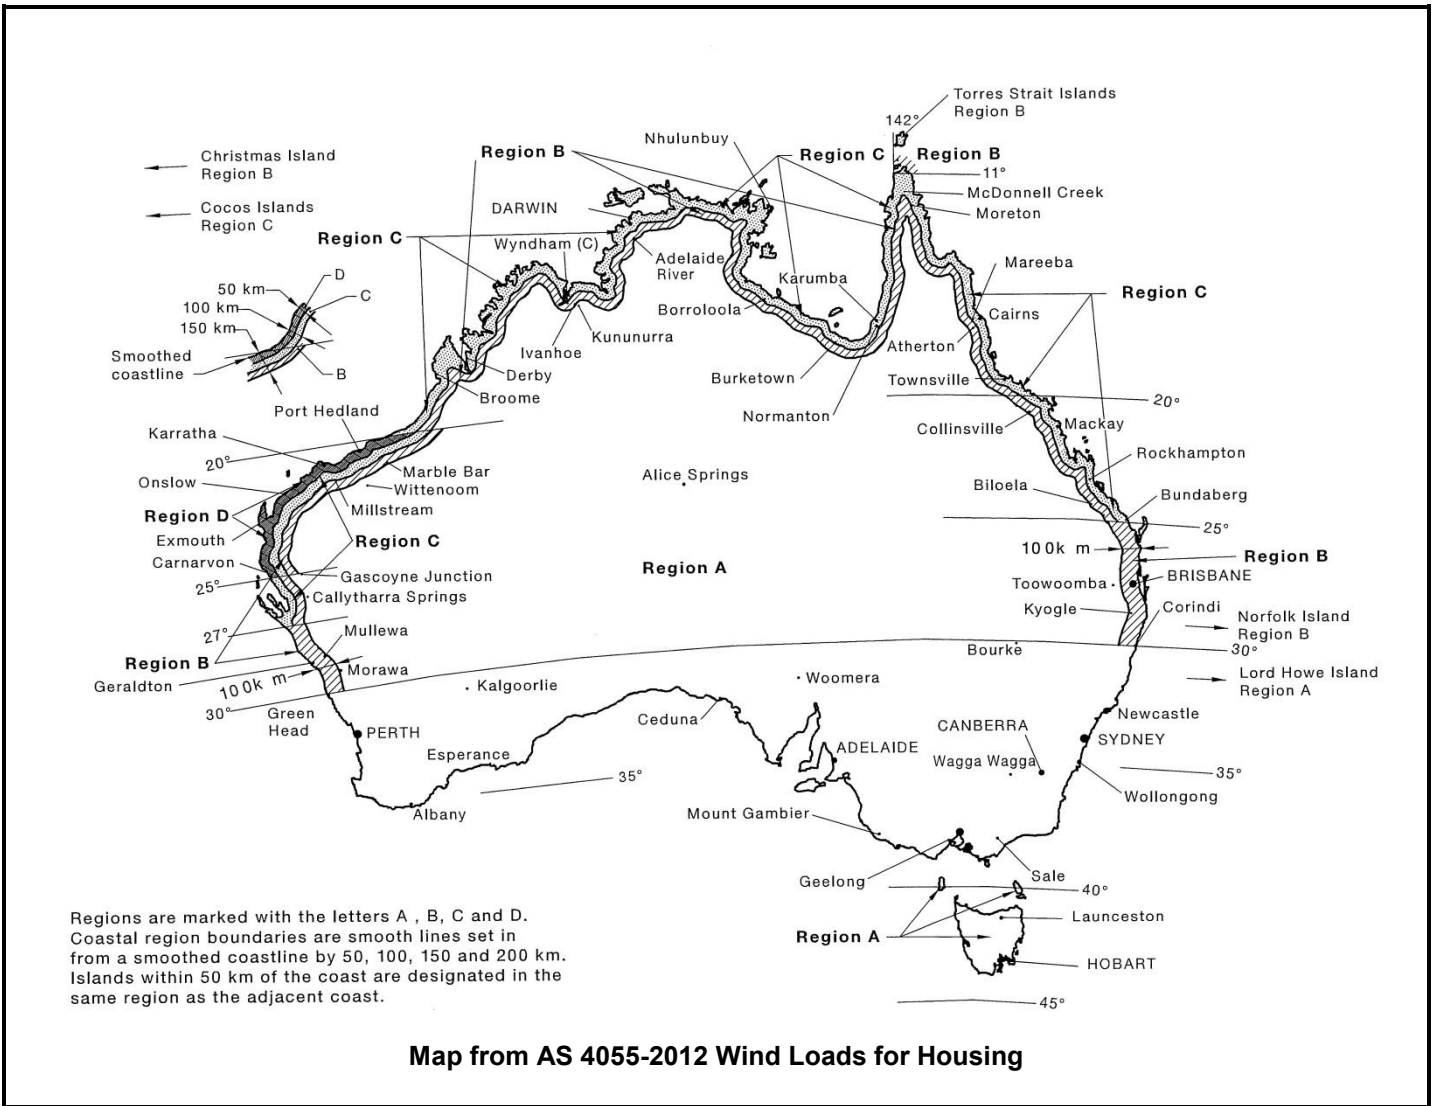 Torres Strait Islands
Region B
142°
Nhulunbuy
Christmas Island
Region B
Region B
Region C
Region B
11°
McDonnell Creek
Cocos Islands
Region C
DARWIN
Moreton
Region C
Wyndham (C)
Adelaide
River
Karumba
Mareeba
D
50 km
C
100 km
150 km
Region C
Borroloola
Cairns
Kununurra
Atherton
Smoothed
coastline
B
Ivanhoe
Derby
Burketown
Townsville
Broome
20°
Port Hedland
Normanton
Collinsville
Mackay
Karratha
20°
Rockhampton
Marble Bar
Alice Springs
Onslow
Wittenoom
Biloela
Bundaberg
Millstream
Region D
25°
Exmouth
Region C
100k m
Region B
Carnarvon
Region A
Gascoyne Junction
Toowoomba
BRISBANE
25°
Callytharra Springs
Kyogle
Corindi
Norfolk Island
Region B
27°
Mullewa
Bourke
30°
Region B
Morawa
Lord Howe Island
Region A
Geraldton
100k m
Kalgoorlie
Woomera
30°
Green
Head
Ceduna
Newcastle
PERTH
CANBERRA
SYDNEY
Esperance
ADELAIDE
Wagga Wagga
35°
35°
Wollongong
Albany
Mount Gambier
Geelong
Sale
40°
Launceston
Region A
HOBART
45°
Regions are marked with the letters A , B, C and D.
Coastal region boundaries are smooth lines set in
from a smoothed coastline by 50, 100, 150 and 200 km.
Islands within 50 km of the coast are designated in the
same region as the adjacent coast.
Map from AS 4055-2012 Wind Loads for Housing